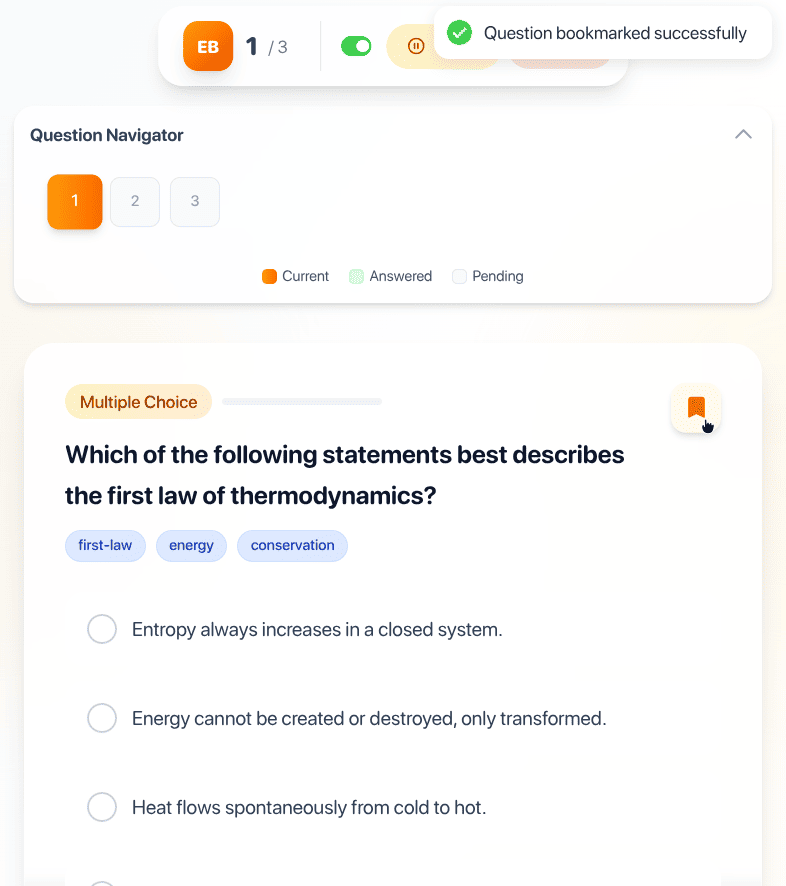 EB 1 / 3
Question bookmarked successfully
Question Navigator
1 2 3
Current Answered Pending
Multiple Choice
Which of the following statements best describes
the first law of thermodynamics?
first-law energy conservation
Entropy always increases in a closed system.
Energy cannot be created or destroyed, only transformed.
Heat flows spontaneously from cold to hot.